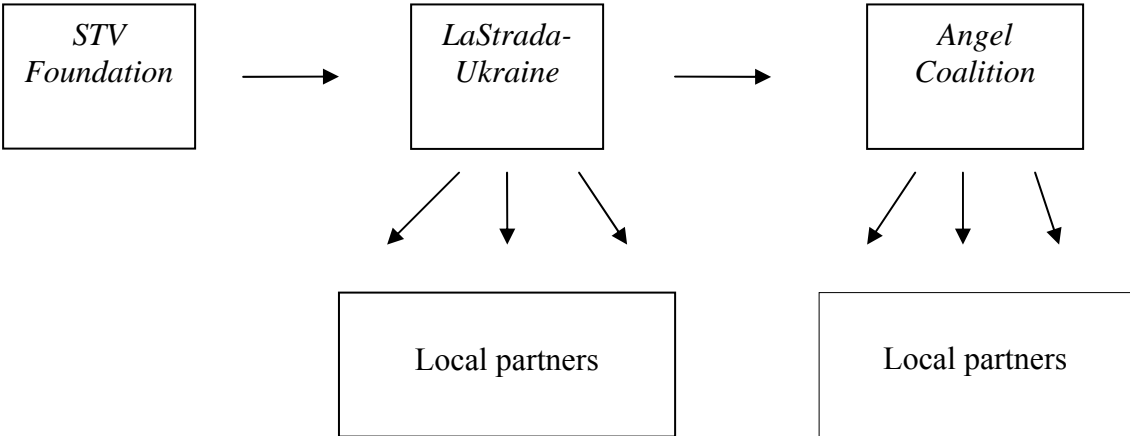 STV
Foundation
LaStrada-
Ukraine
Angel
Coalition
Local partners
Local partners